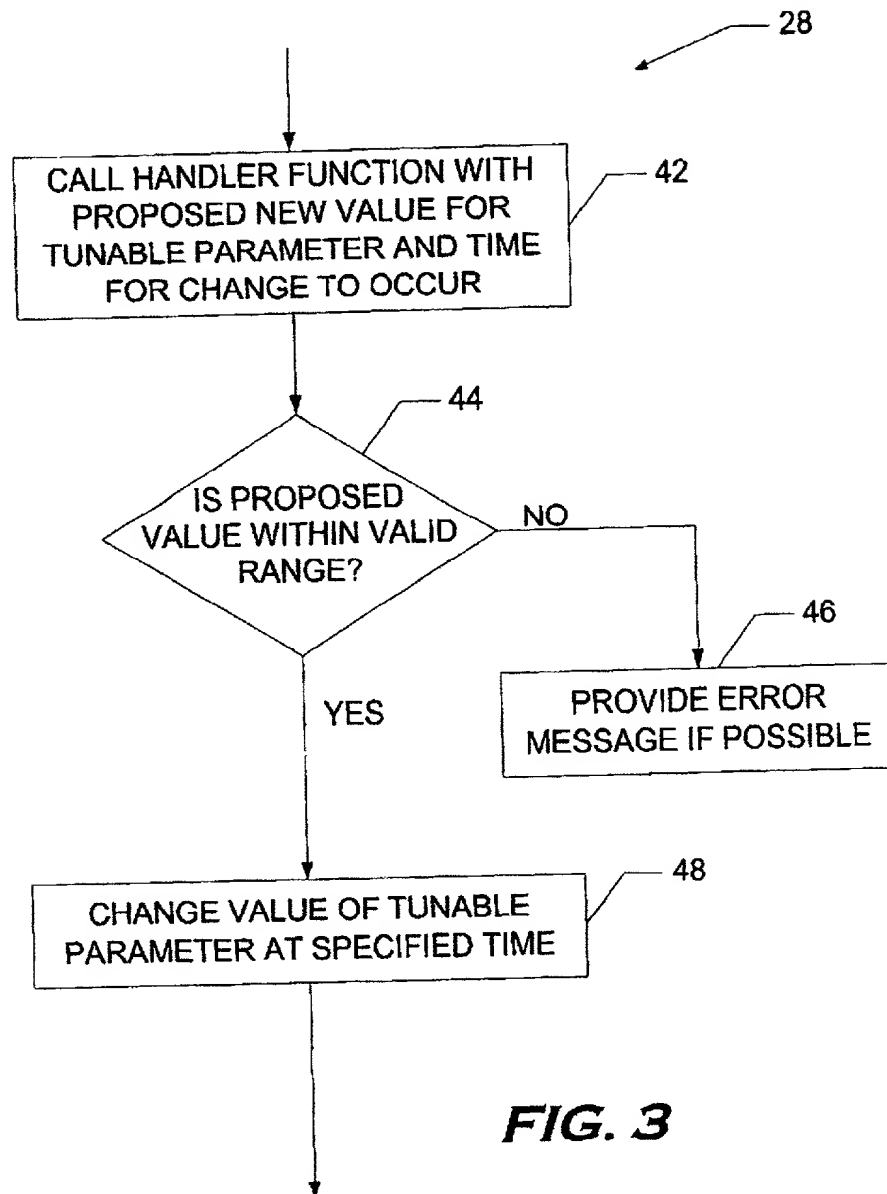 28
CALL HANDLER FUNCTION WITH
PROPOSED NEW VALUE FOR
TUNABLE PARAMETER AND TIME
FOR CHANGE TO OCCUR
42
44
IS PROPOSED
VALUE WITHIN VALID
RANGE?
NO
46
YES
PROVIDE ERROR
MESSAGE IF POSSIBLE
48
CHANGE VALUE OF TUNABLE
PARAMETER AT SPECIFIED TIME
FIG. 3